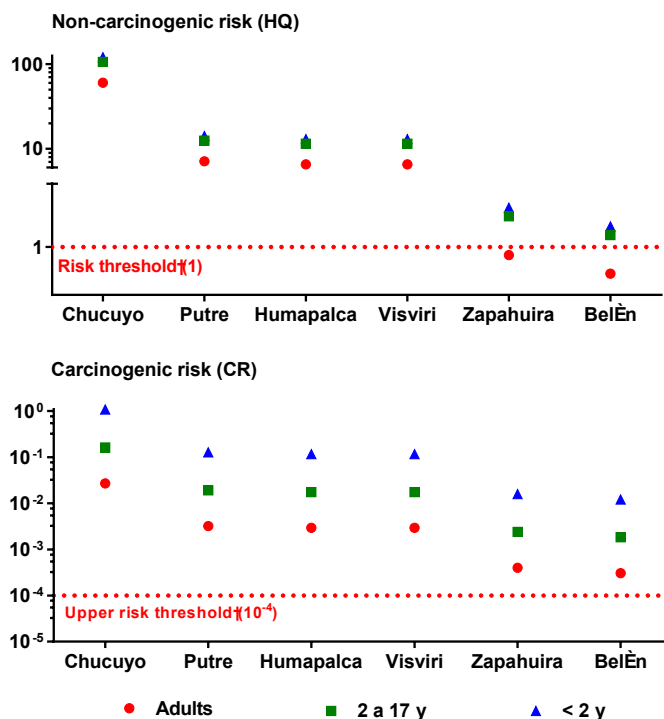 Non-carcinogenic risk (HQ)
100
10
1
Risk threshold†(1)
Chucuyo Putre Humapalca Visviri Zapahuira BelÈn
Carcinogenic risk (CR)
10⁰
10⁻¹
10⁻²
10⁻³
10⁻⁴
Upper risk threshold†(10⁻⁴)
10⁻⁵
Chucuyo Putre Humapalca Visviri Zapahuira BelÈn
Adults 2 a 17 y < 2 y